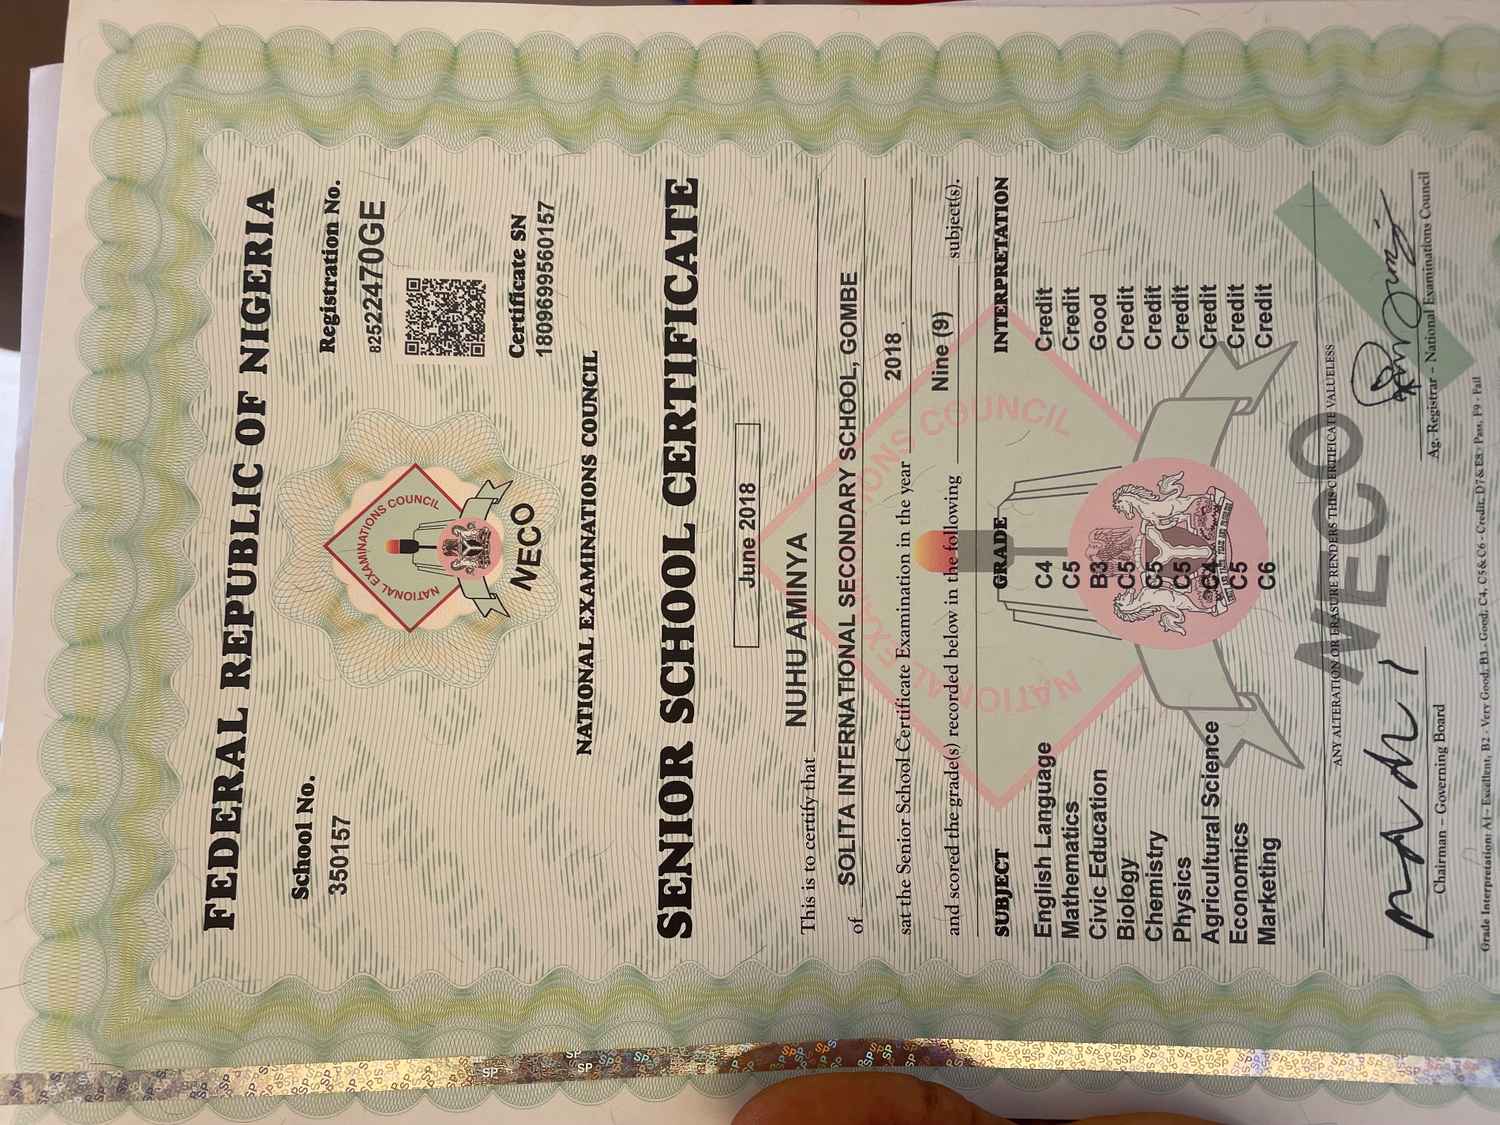 FEDERAL REPUBLIC OF NIGERIA
School No.
350157
Registration No.
82522470GE
NATIONAL EXAMINATIONS COUNCIL
NECO
Certificate SN
1809699560157
NATIONAL EXAMINATIONS COUNCIL
SENIOR SCHOOL CERTIFICATE
June 2018
This is to certify that NUHU AMINYA
of SOLITA INTERNATIONAL SECONDARY SCHOOL, GOMBE
sat the Senior School Certificate Examination in the year 2018
and scored the grade(s) recorded below in the following Nine (9) subject(s).
SUBJECT GRADE INTERPRETATION
English Language C4 Credit
Mathematics C5 Credit
Civic Education B3 Good
Biology C5 Credit
Chemistry C5 Credit
Physics C5 Credit
Agricultural Science C4 Credit
Economics C5 Credit
Marketing C6 Credit
NATIONAL EXAMINATIONS COUNCIL
NECO
ANY ALTERATION OR ERASURE RENDERS THIS CERTIFICATE VALUELESS
Chairman – Governing Board
Ag. Registrar – National Examinations Council
Grade Interpretation: A1 - Excellent, B2 - Very Good, B3 - Good, C4, C5 & C6 - Credit, D7 & E8 - Pass, F9 - Fail